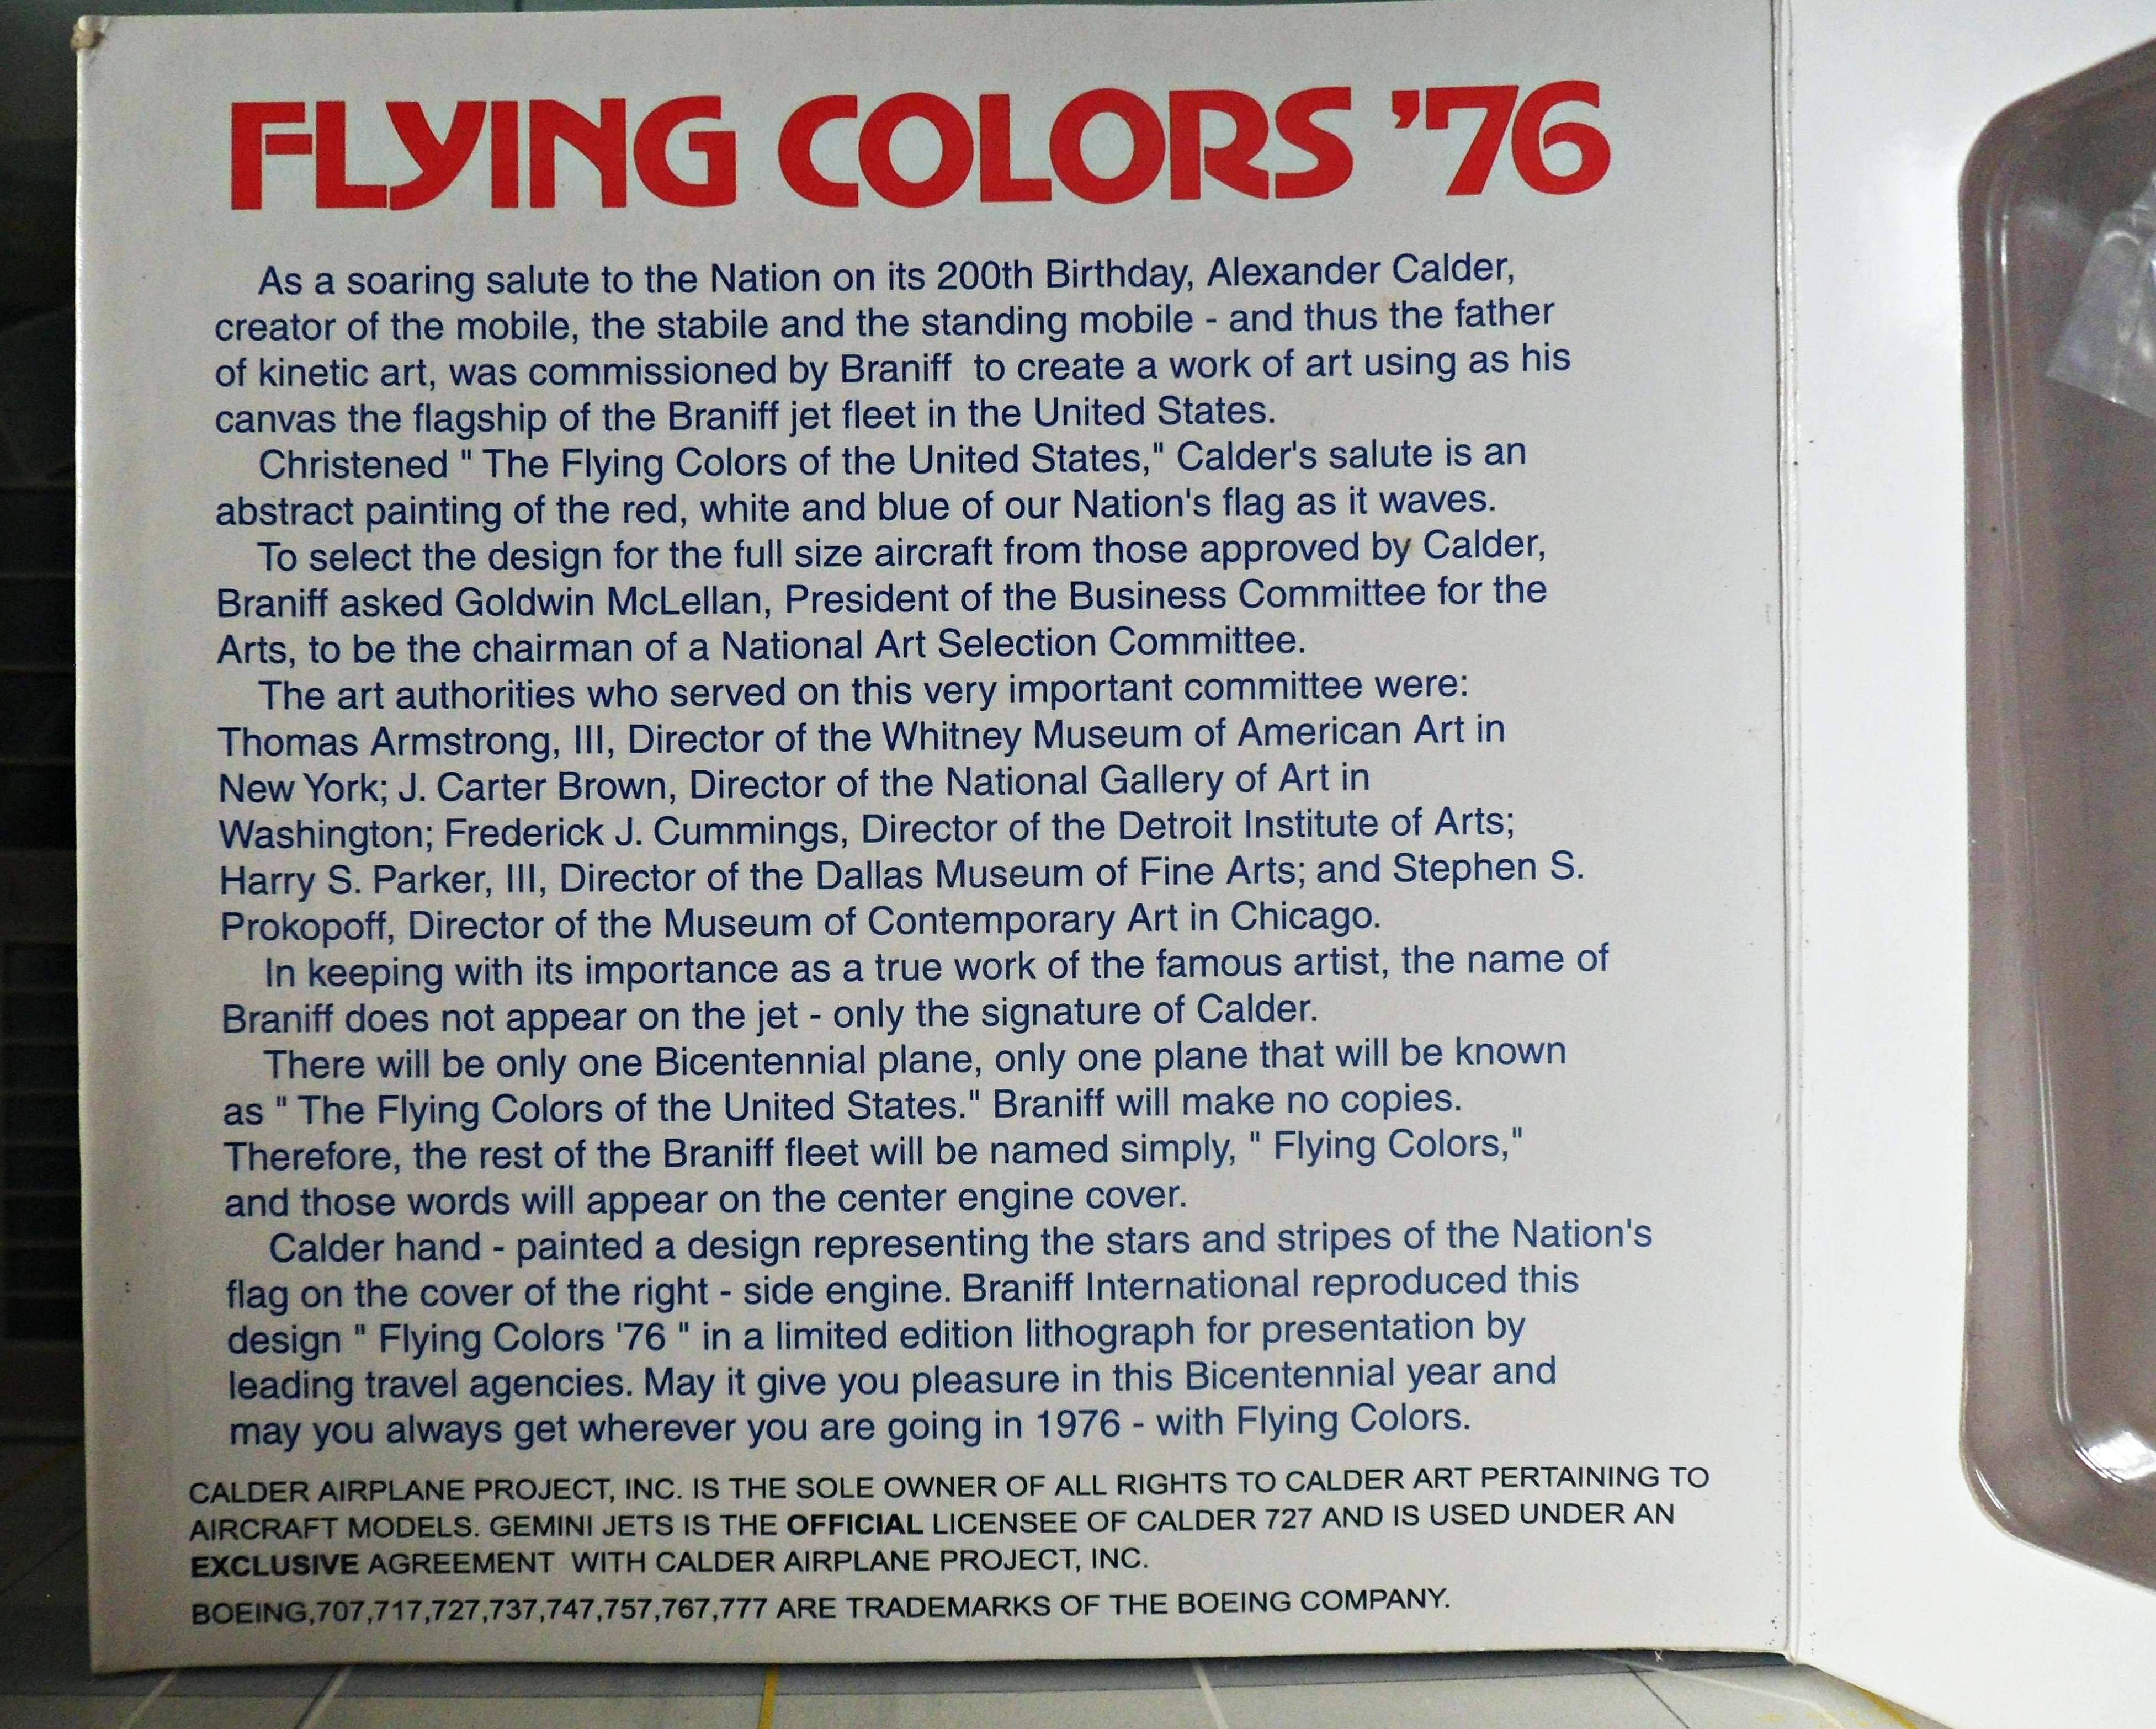 FLYING COLORS '76
As a soaring salute to the Nation on its 200th Birthday, Alexander Calder,
creator of the mobile, the stabile and the standing mobile - and thus the father
of kinetic art, was commissioned by Braniff  to create a work of art using as his
canvas the flagship of the Braniff jet fleet in the United States.
Christened " The Flying Colors of the United States," Calder's salute is an
abstract painting of the red, white and blue of our Nation's flag as it waves.
To select the design for the full size aircraft from those approved by Calder,
Braniff asked Goldwin McLellan, President of the Business Committee for the
Arts, to be the chairman of a National Art Selection Committee.
The art authorities who served on this very important committee were:
Thomas Armstrong, III, Director of the Whitney Museum of American Art in
New York; J. Carter Brown, Director of the National Gallery of Art in
Washington; Frederick J. Cummings, Director of the Detroit Institute of Arts;
Harry S. Parker, III, Director of the Dallas Museum of Fine Arts; and Stephen S.
Prokopoff, Director of the Museum of Contemporary Art in Chicago.
In keeping with its importance as a true work of the famous artist, the name of
Braniff does not appear on the jet - only the signature of Calder.
There will be only one Bicentennial plane, only one plane that will be known
as " The Flying Colors of the United States." Braniff will make no copies.
Therefore, the rest of the Braniff fleet will be named simply, " Flying Colors,"
and those words will appear on the center engine cover.
Calder hand - painted a design representing the stars and stripes of the Nation's
flag on the cover of the right - side engine. Braniff International reproduced this
design " Flying Colors '76 " in a limited edition lithograph for presentation by
leading travel agencies. May it give you pleasure in this Bicentennial year and
may you always get wherever you are going in 1976 - with Flying Colors.
CALDER AIRPLANE PROJECT, INC. IS THE SOLE OWNER OF ALL RIGHTS TO CALDER ART PERTAINING TO
AIRCRAFT MODELS. GEMINI JETS IS THE OFFICIAL LICENSEE OF CALDER 727 AND IS USED UNDER AN
EXCLUSIVE AGREEMENT  WITH CALDER AIRPLANE PROJECT, INC.
BOEING,707,717,727,737,747,757,767,777 ARE TRADEMARKS OF THE BOEING COMPANY.